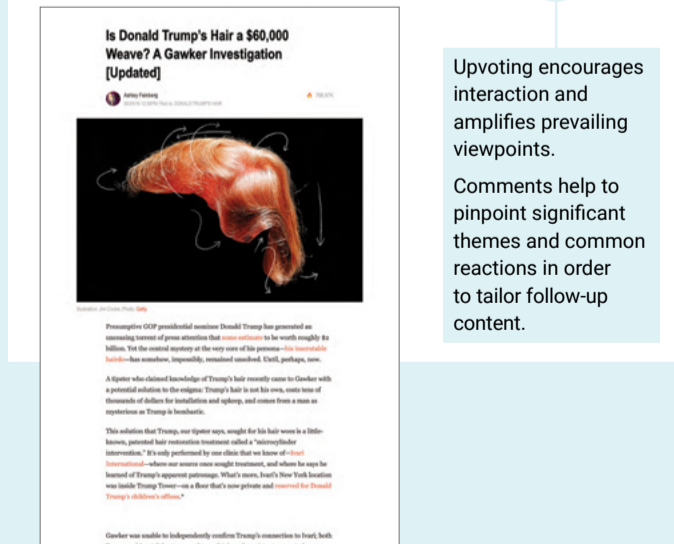 Is Donald Trump's Hair a $60,000
Weave? A Gawker Investigation
[Updated]
Ashley Feinberg
Illustration: Jim Cooke, Photo: Getty
Presumptive GOP presidential nominee Donald Trump has generated an
unceasing torrent of press attention that some estimate to be worth roughly $2
billion. Yet the central mystery at the very core of his persona—his inscrutable
hairdo—has somehow, impossibly, remained unsolved. Until, perhaps, now.
A tipster who claimed knowledge of Trump's hair recently came to Gawker with
a potential solution to the enigma: Trump's hair is not his own, costs tens of
thousands of dollars for installation and upkeep, and comes from a man as
mysterious as Trump is bombastic.
This solution that Trump, our tipster says, sought for his hair woes is a little-
known, patented hair restoration treatment called a "microcylinder
intervention." It's only performed by one clinic that we know of—Ivari
International—where our source once sought treatment, and where he says he
learned of Trump's apparent patronage. What's more, Ivari's New York location
was inside Trump Tower—on a floor that's now private and reserved for Donald
Trump's children's offices.*
Gawker was unable to independently confirm Trump's connection to Ivari; both
Upvoting encourages
interaction and
amplifies prevailing
viewpoints.
Comments help to
pinpoint significant
themes and common
reactions in order
to tailor follow-up
content.